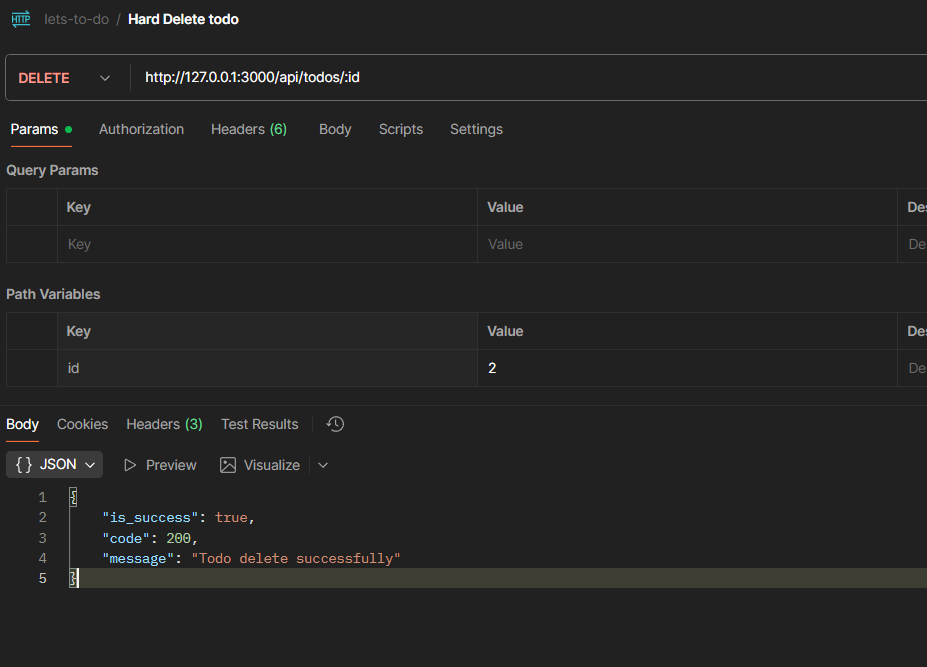 HTTP lets-to-do / Hard Delete todo
DELETE http://127.0.0.1:3000/api/todos/:id
Params Authorization Headers (6) Body Scripts Settings
Query Params
Key Value Des
Key Value De
Path Variables
Key Value Des
id 2 De
Body Cookies Headers (3) Test Results
{} JSON Preview Visualize
1 {
2 "is_success": true,
3 "code": 200,
4 "message": "Todo delete successfully"
5 }